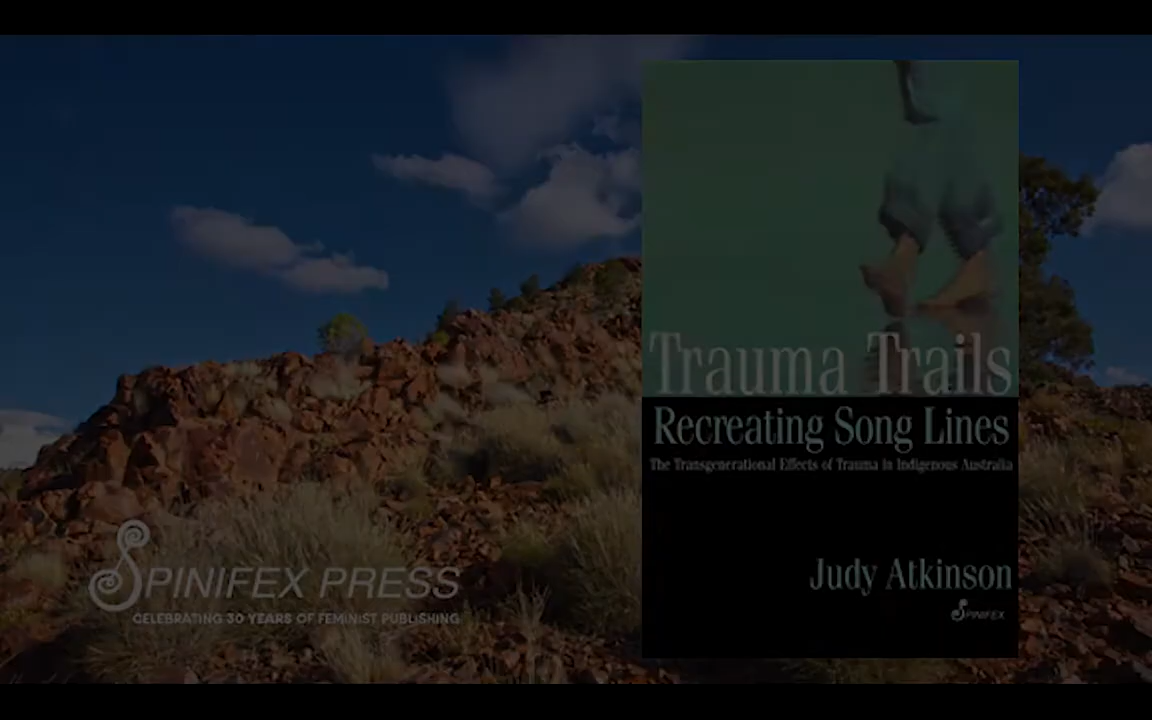 Trauma Trails
Recreating Song Lines
The Transgenerational Effects of Trauma in Indigenous Australia
Judy Atkinson
SPINIFEX
SPINIFEX PRESS
CELEBRATING 30 YEARS OF FEMINIST PUBLISHING